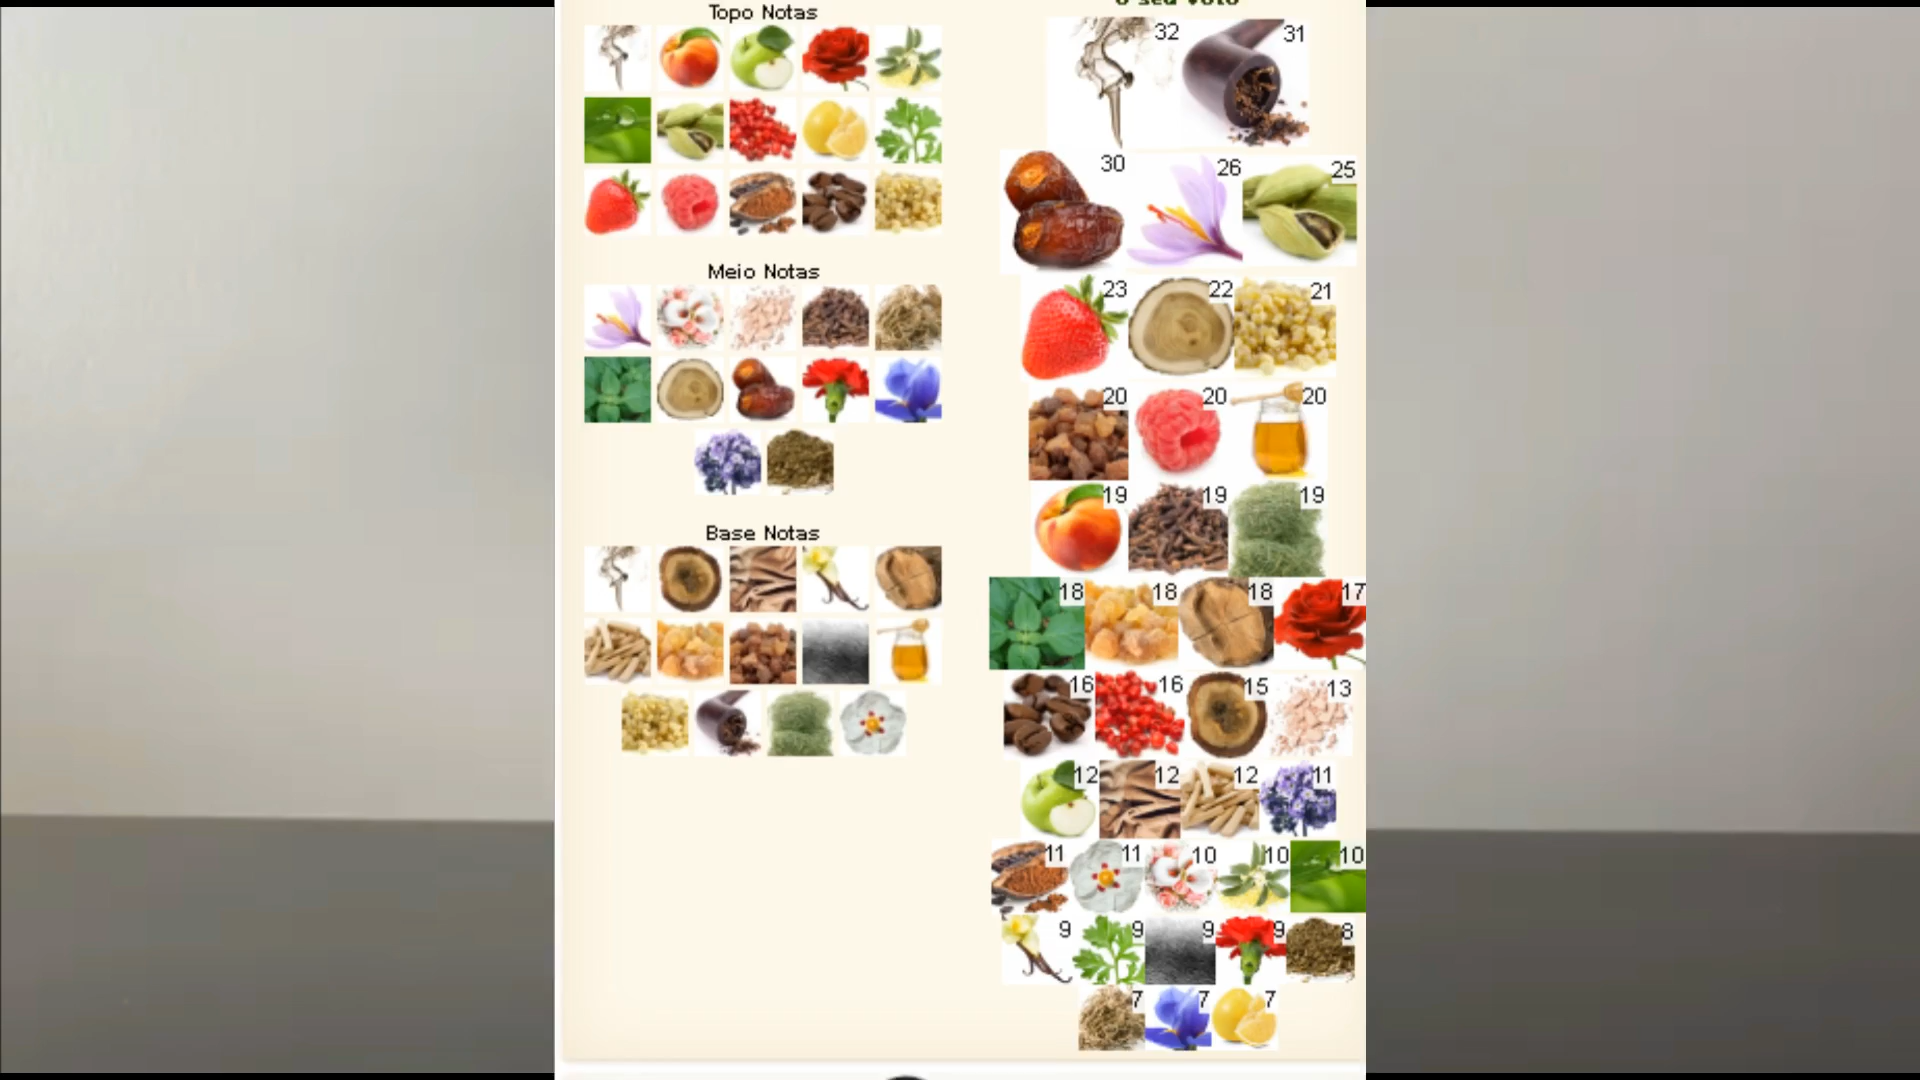 Topo Notas
Meio Notas
Base Notas
o seu voto
32 31
30 26 25
23 22 21
20 20 20
19 19 19
18 18 18 17
16 16 15 13
12 12 12 11
11 11 10 10 10
9 9 9 9 8
7 7 7